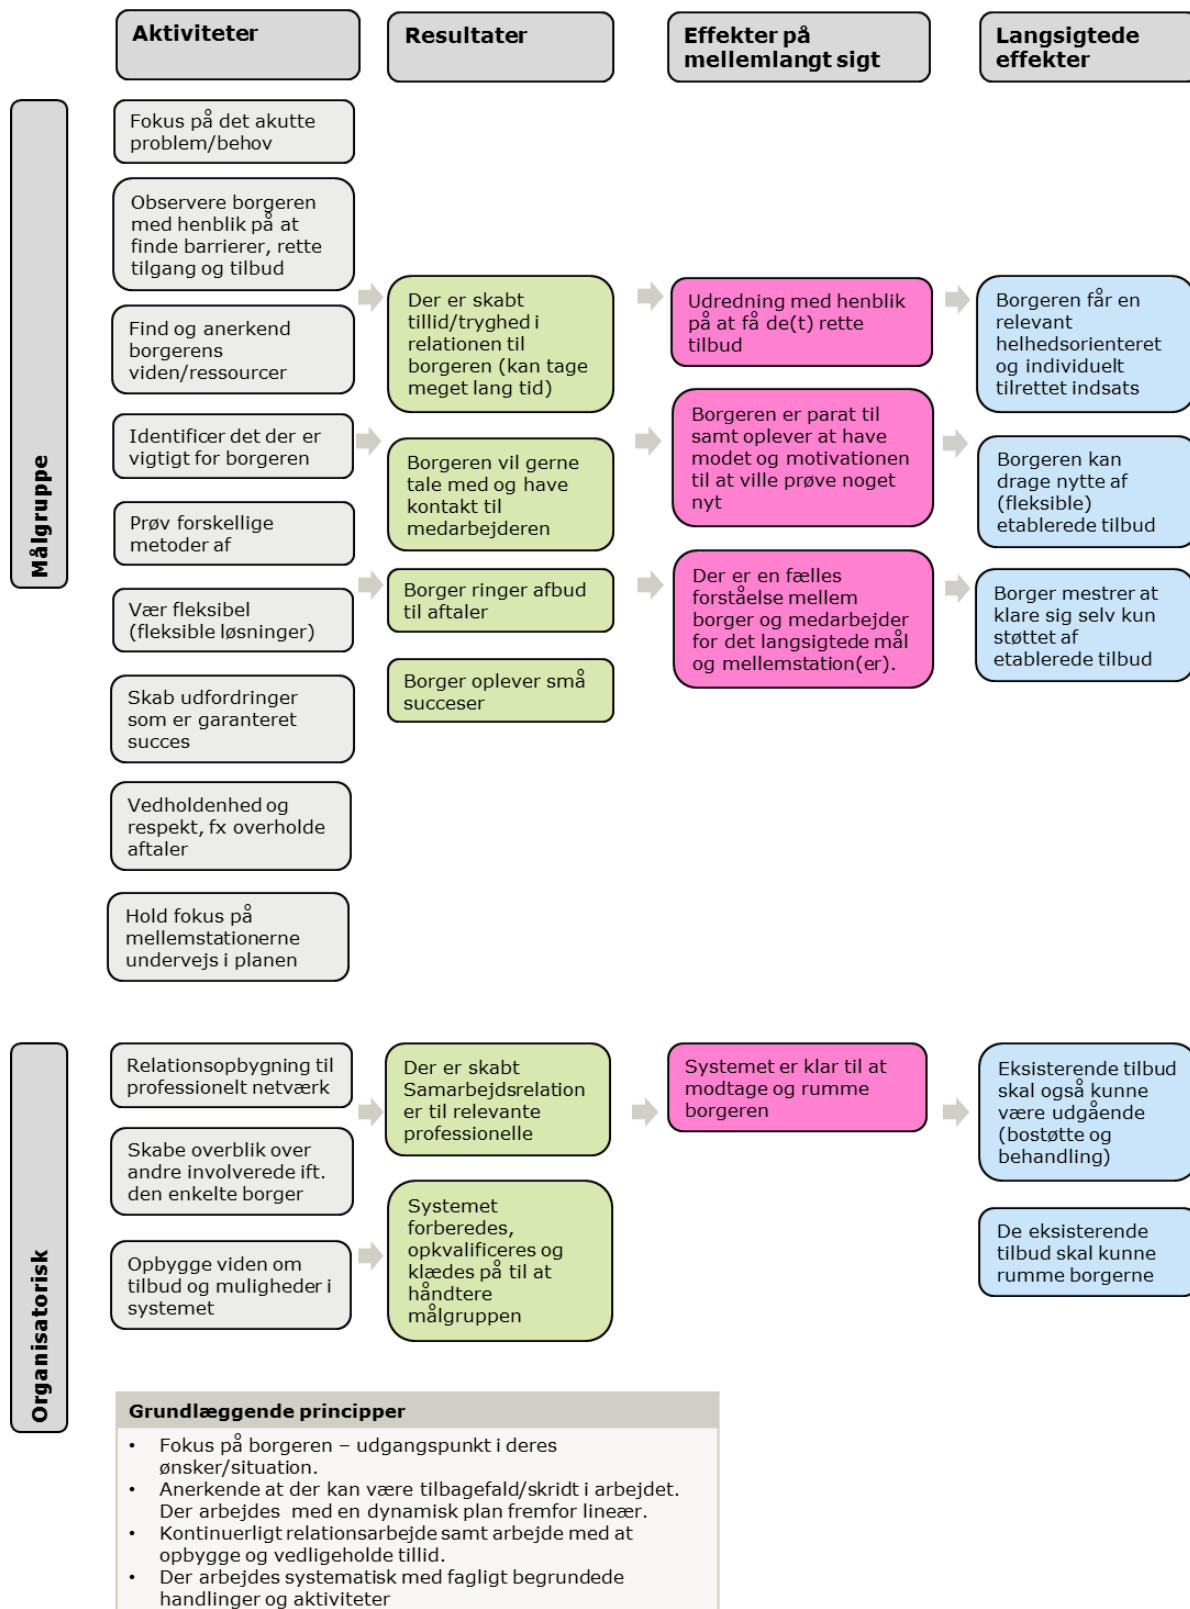 Aktiviteter
Resultater
Effekter på
mellemlangt sigt
Langsigtede
effekter
Målgruppe
Fokus på det akutte
problem/behov
Observere borgeren
med henblik på at
finde barrierer, rette
tilgang og tilbud
Find og anerkend
borgerens
viden/ressourcer
Identificer det der er
vigtigt for borgeren
Prøv forskellige
metoder af
Vær fleksibel
(fleksible løsninger)
Skab udfordringer
som er garanteret
succes
Vedholdenhed og
respekt, fx overholde
aftaler
Hold fokus på
mellemstationerne
undervejs i planen
Der er skabt
tillid/tryghed i
relationen til
borgeren (kan tage
meget lang tid)
Borgeren vil gerne
tale med og have
kontakt til
medarbejderen
Borger ringer afbud
til aftaler
Borger oplever små
succeser
Udredning med henblik
på at få de(t) rette
tilbud
Borgeren er parat til
samt oplever at have
modet og motivationen
til at ville prøve noget
nyt
Der er en fælles
forståelse mellem
borger og medarbejder
for det langsigtede mål
og mellemstation(er).
Borgeren får en
relevant
helhedsorienteret
og individuelt
tilrettet indsats
Borgeren kan
drage nytte af
(fleksible)
etablerede tilbud
Borger mestrer at
klare sig selv kun
støttet af
etablerede tilbud
Organisatorisk
Relationsopbygning til
professionelt netværk
Skabe overblik over
andre involverede ift.
den enkelte borger
Opbygge viden om
tilbud og muligheder i
systemet
Der er skabt
Samarbejdsrelation
er til relevante
professionelle
Systemet
forberedes,
opkvalificeres og
klædes på til at
håndtere
målgruppen
Systemet er klar til at
modtage og rumme
borgeren
Eksisterende tilbud
skal også kunne
være udgående
(bostøtte og
behandling)
De eksisterende
tilbud skal kunne
rumme borgerne
Grundlæggende principper
• Fokus på borgeren – udgangspunkt i deres
ønsker/situation.
• Anerkende at der kan være tilbagefald/skridt i arbejdet.
Der arbejdes med en dynamisk plan fremfor lineær.
• Kontinuerligt relationsarbejde samt arbejde med at
opbygge og vedligeholde tillid.
• Der arbejdes systematisk med fagligt begrundede
handlinger og aktiviteter